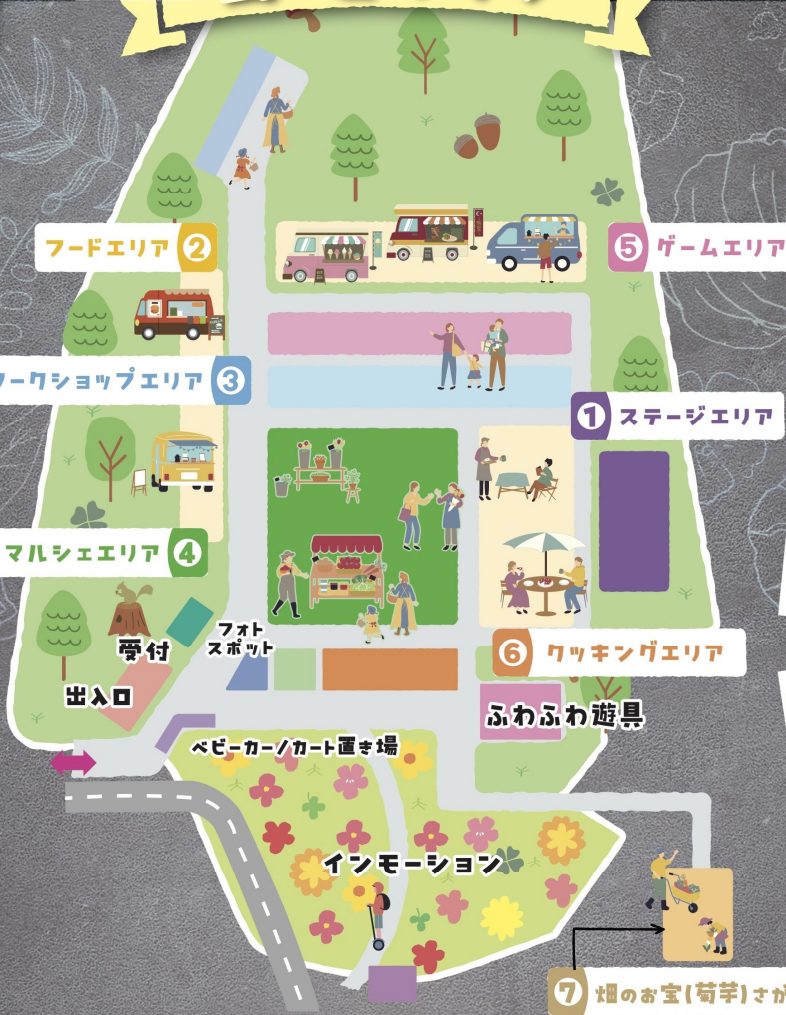 フードエリア ②
⑤ ゲームエリア
ークショップエリア ③
① ステージエリア
マルシェエリア ④
受付
フォト
スポット
⑥ クッキングエリア
出入口
ふわふわ遊具
ベビーカー/カート置き場
インモーション
⑦ 畑のお宝(菊芋)さが